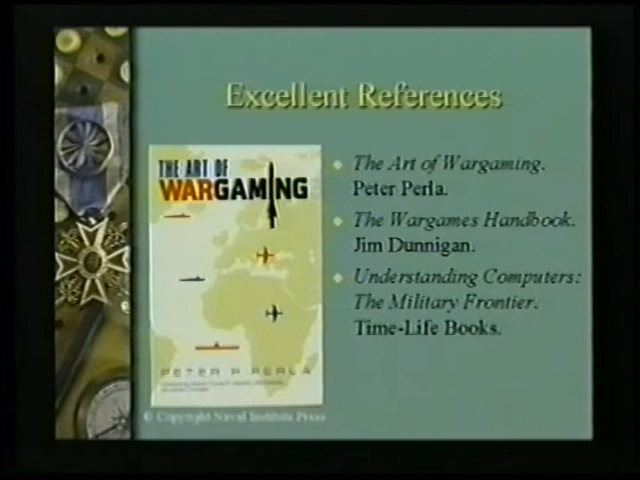 Excellent References
THE ART OF
WARGAMING
PETER P. PERLA
© Copyright Naval Institute Press
The Art of Wargaming.
Peter Perla.
The Wargames Handbook.
Jim Dunnigan.
Understanding Computers:
The Military Frontier.
Time-Life Books.